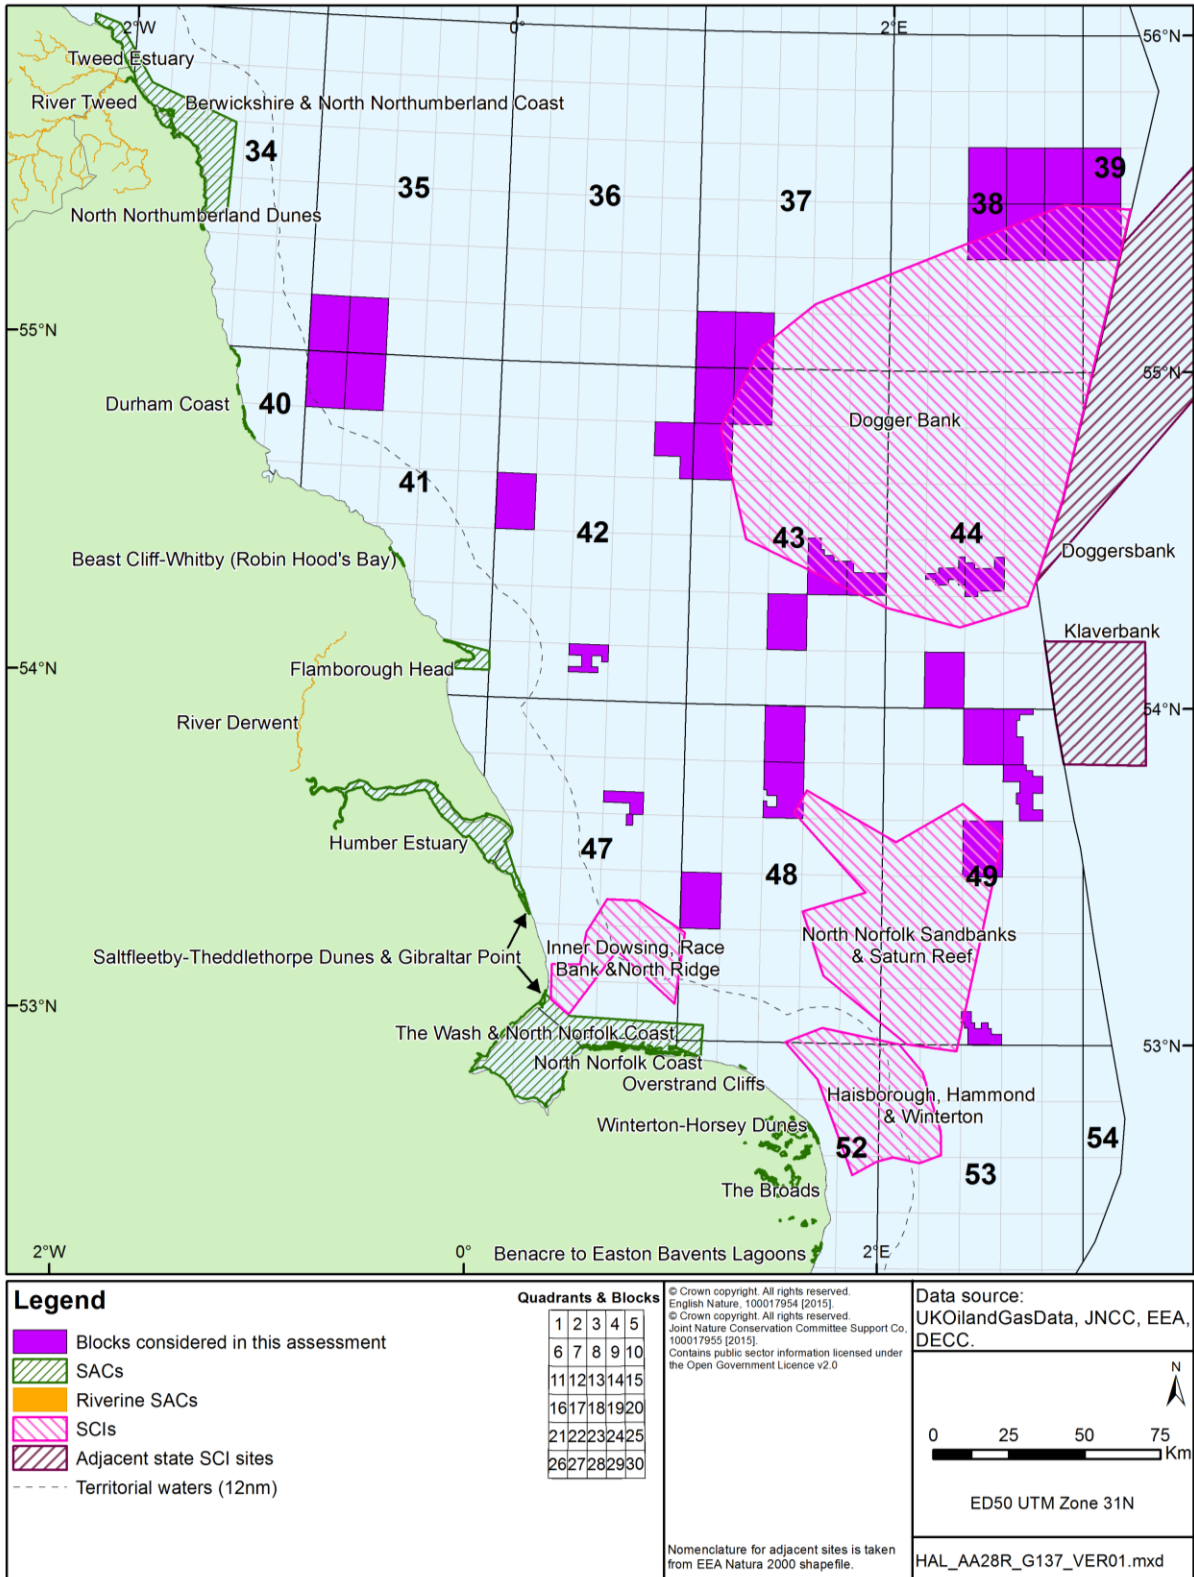 2°W
0°
2°E
56°N
Tweed Estuary
River Tweed
Berwickshire & North Northumberland Coast
34
35
36
37
38
39
North Northumberland Dunes
55°N
55°N
Durham Coast
40
Dogger Bank
41
42
43
44
Beast Cliff-Whitby (Robin Hood's Bay)
Doggersbank
Klaverbank
54°N
Flamborough Head
River Derwent
54°N
Humber Estuary
47
48
49
Saltfleetby-Theddlethorpe Dunes & Gibraltar Point
Inner Dowsing, Race
Bank &North Ridge
North Norfolk Sandbanks
& Saturn Reef
53°N
The Wash & North Norfolk Coast
53°N
North Norfolk Coast
Overstrand Cliffs
Haisborough, Hammond
& Winterton
Winterton-Horsey Dunes
52
53
54
The Broads
2°W
0°
Benacre to Easton Bavents Lagoons
2°E
Legend
Blocks considered in this assessment
SACs
Riverine SACs
SCIs
Adjacent state SCI sites
Territorial waters (12nm)
Quadrants & Blocks
1 2 3 4 5
6 7 8 9 10
11 12 13 14 15
16 17 18 19 20
21 22 23 24 25
26 27 28 29 30
© Crown copyright. All rights reserved.
English Nature, 100017954 [2015].
© Crown copyright. All rights reserved.
Joint Nature Conservation Committee Support Co,
100017955 [2015].
Contains public sector information licensed under
the Open Government Licence v2.0
Nomenclature for adjacent sites is taken
from EEA Natura 2000 shapefile.
Data source:
UKOilandGasData, JNCC, EEA,
DECC.
N
0 25 50 75
Km
ED50 UTM Zone 31N
HAL_AA28R_G137_VER01.mxd